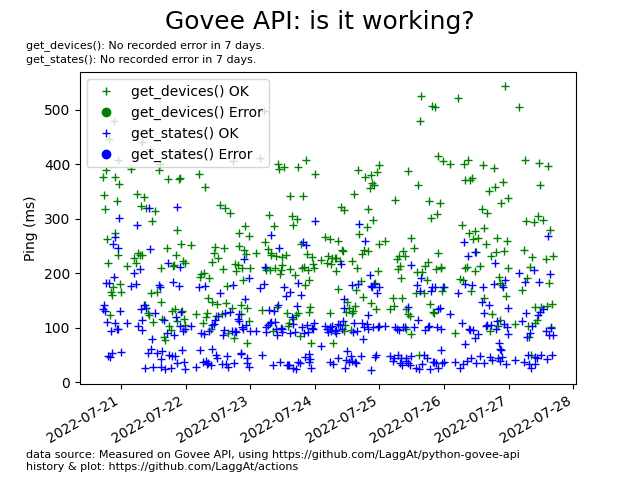 Govee API: is it working?
get_devices(): No recorded error in 7 days.
get_states(): No recorded error in 7 days.
get_devices() OK
get_devices() Error
get_states() OK
get_states() Error
Ping (ms)
500
400
300
200
100
0
2022-07-21
2022-07-22
2022-07-23
2022-07-24
2022-07-25
2022-07-26
2022-07-27
2022-07-28
data source: Measured on Govee API, using https://github.com/LaggAt/python-govee-api
history & plot: https://github.com/LaggAt/actions